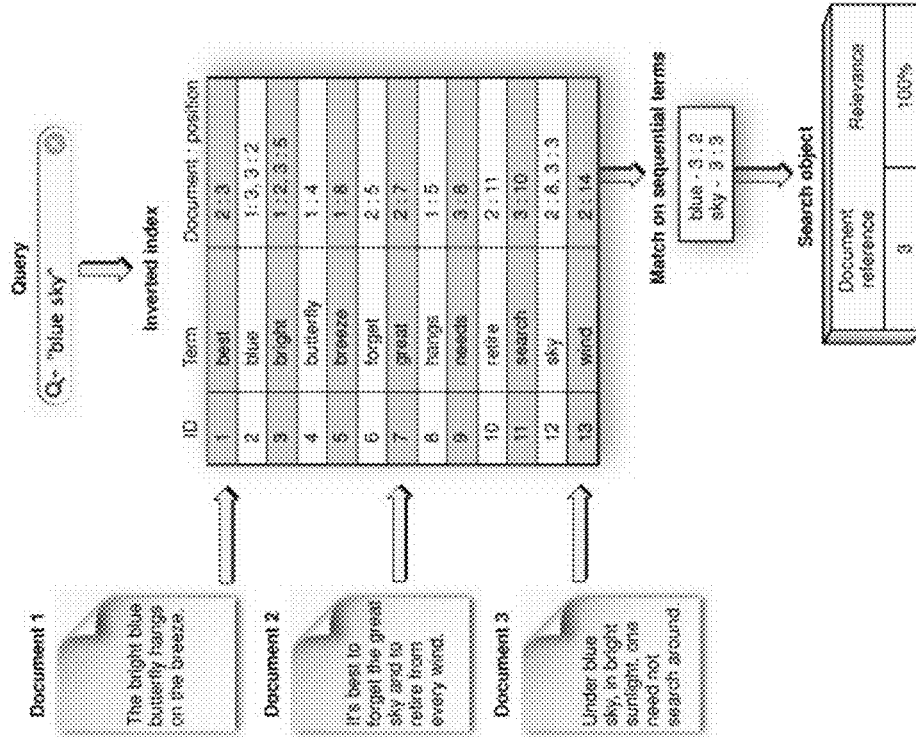 Query
"blue sky"
Inverted index
ID Term Document : position
1 best 2 : 3
2 blue 1 : 3, 3 : 2
3 bright 1 : 2, 3 : 5
4 butterfly 1 : 4
5 breeze 1 : 8
6 forget 2 : 5
7 great 2 : 7
8 hangs 1 : 5
9 needs 3 : 8
10 retire 2 : 11
11 search 3 : 10
12 sky 2 : 8, 3 : 3
13 wind 2 : 14
Document 1
The bright blue
butterfly hangs
on the breeze.
Document 2
It's best to
forget the great
sky and to
retire from
every wind.
Document 3
Under blue
sky, in bright
sunlight, one
need not
search around
Match on sequential terms
blue - 3 : 2
sky - 3 : 3
Search object
Document
reference
Relevance
3 100%